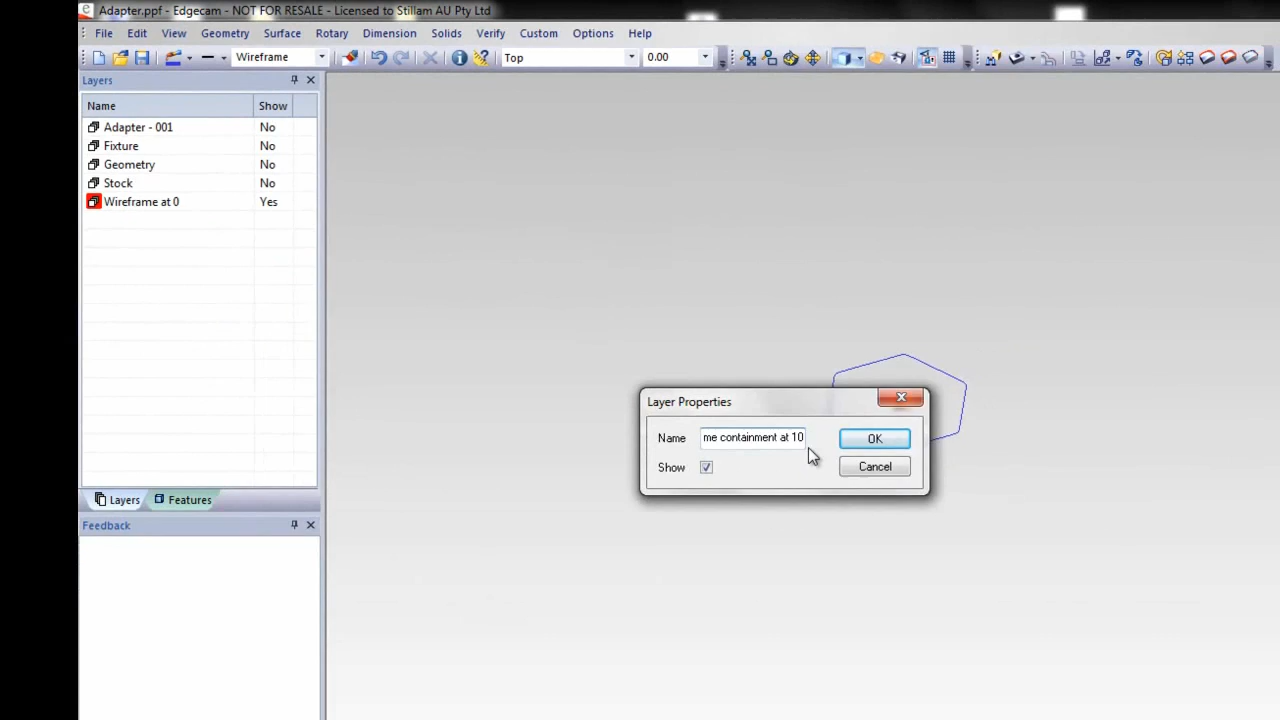 Adapter.ppf - Edgecam - NOT FOR RESALE - Licensed to Stillam AU Pty Ltd
File Edit View Geometry Surface Rotary Dimension Solids Verify Custom Options Help
Wireframe Top 0.00
Layers
Name Show
Adapter - 001 No
Fixture No
Geometry No
Stock No
Wireframe at 0 Yes
Layer Properties
Name me containment at 10 OK
Show Cancel
Layers Features
Feedback